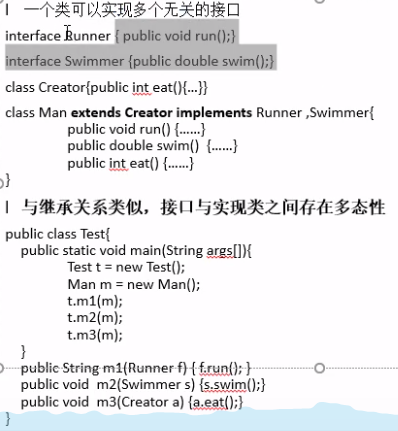 l 一个类可以实现多个无关的接口
interface Runner { public void run();}
interface Swimmer {public double swim();}
class Creator{public int eat(){...}}
class Man extends Creator implements Runner ,Swimmer{
public void run() {……}
public double swim() {……}
public int eat() {……}
}
l 与继承关系类似，接口与实现类之间存在多态性
public class Test{
public static void main(String args[]){
Test t = new Test();
Man m = new Man();
t.m1(m);
t.m2(m);
t.m3(m);
}
public String m1(Runner f) { f.run(); }
public void m2(Swimmer s) {s.swim();}
public void m3(Creator a) {a.eat();}
}